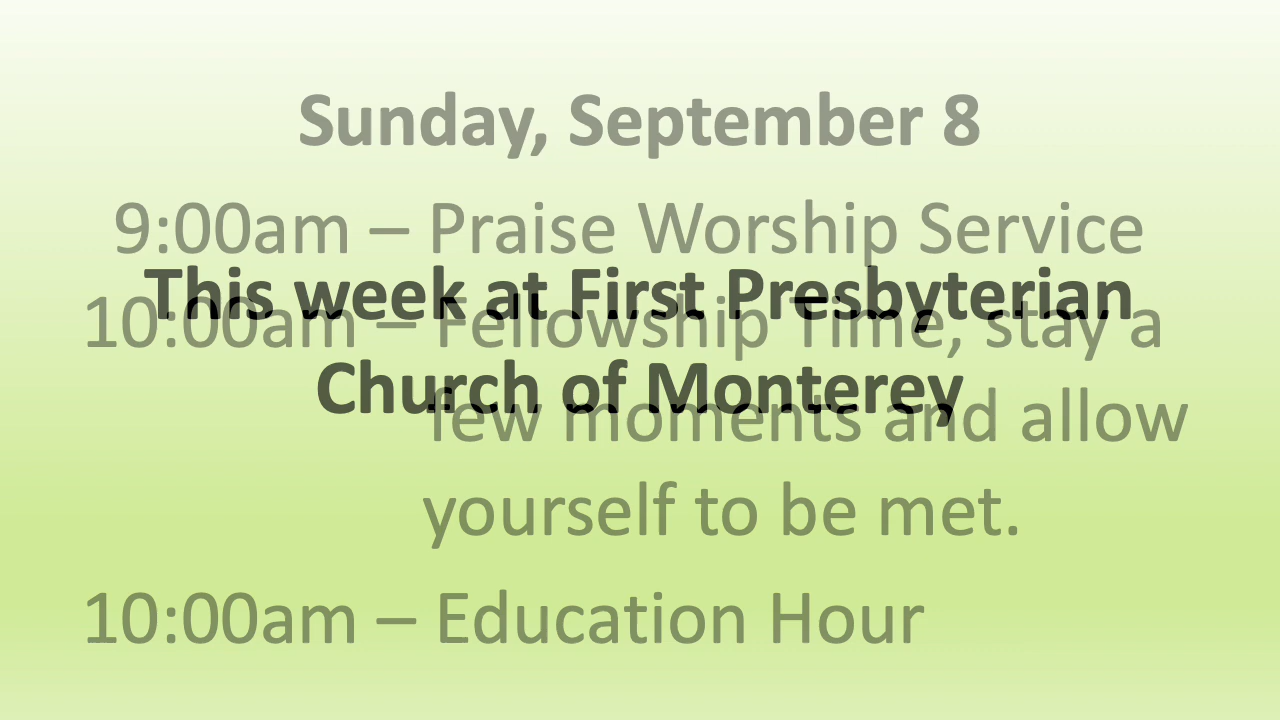 Sunday, September 8
9:00am – Praise Worship Service
This week at First Presbyterian
10:00am – Fellowship Time, stay a
Church of Monterey
few moments and allow
yourself to be met.
10:00am – Education Hour